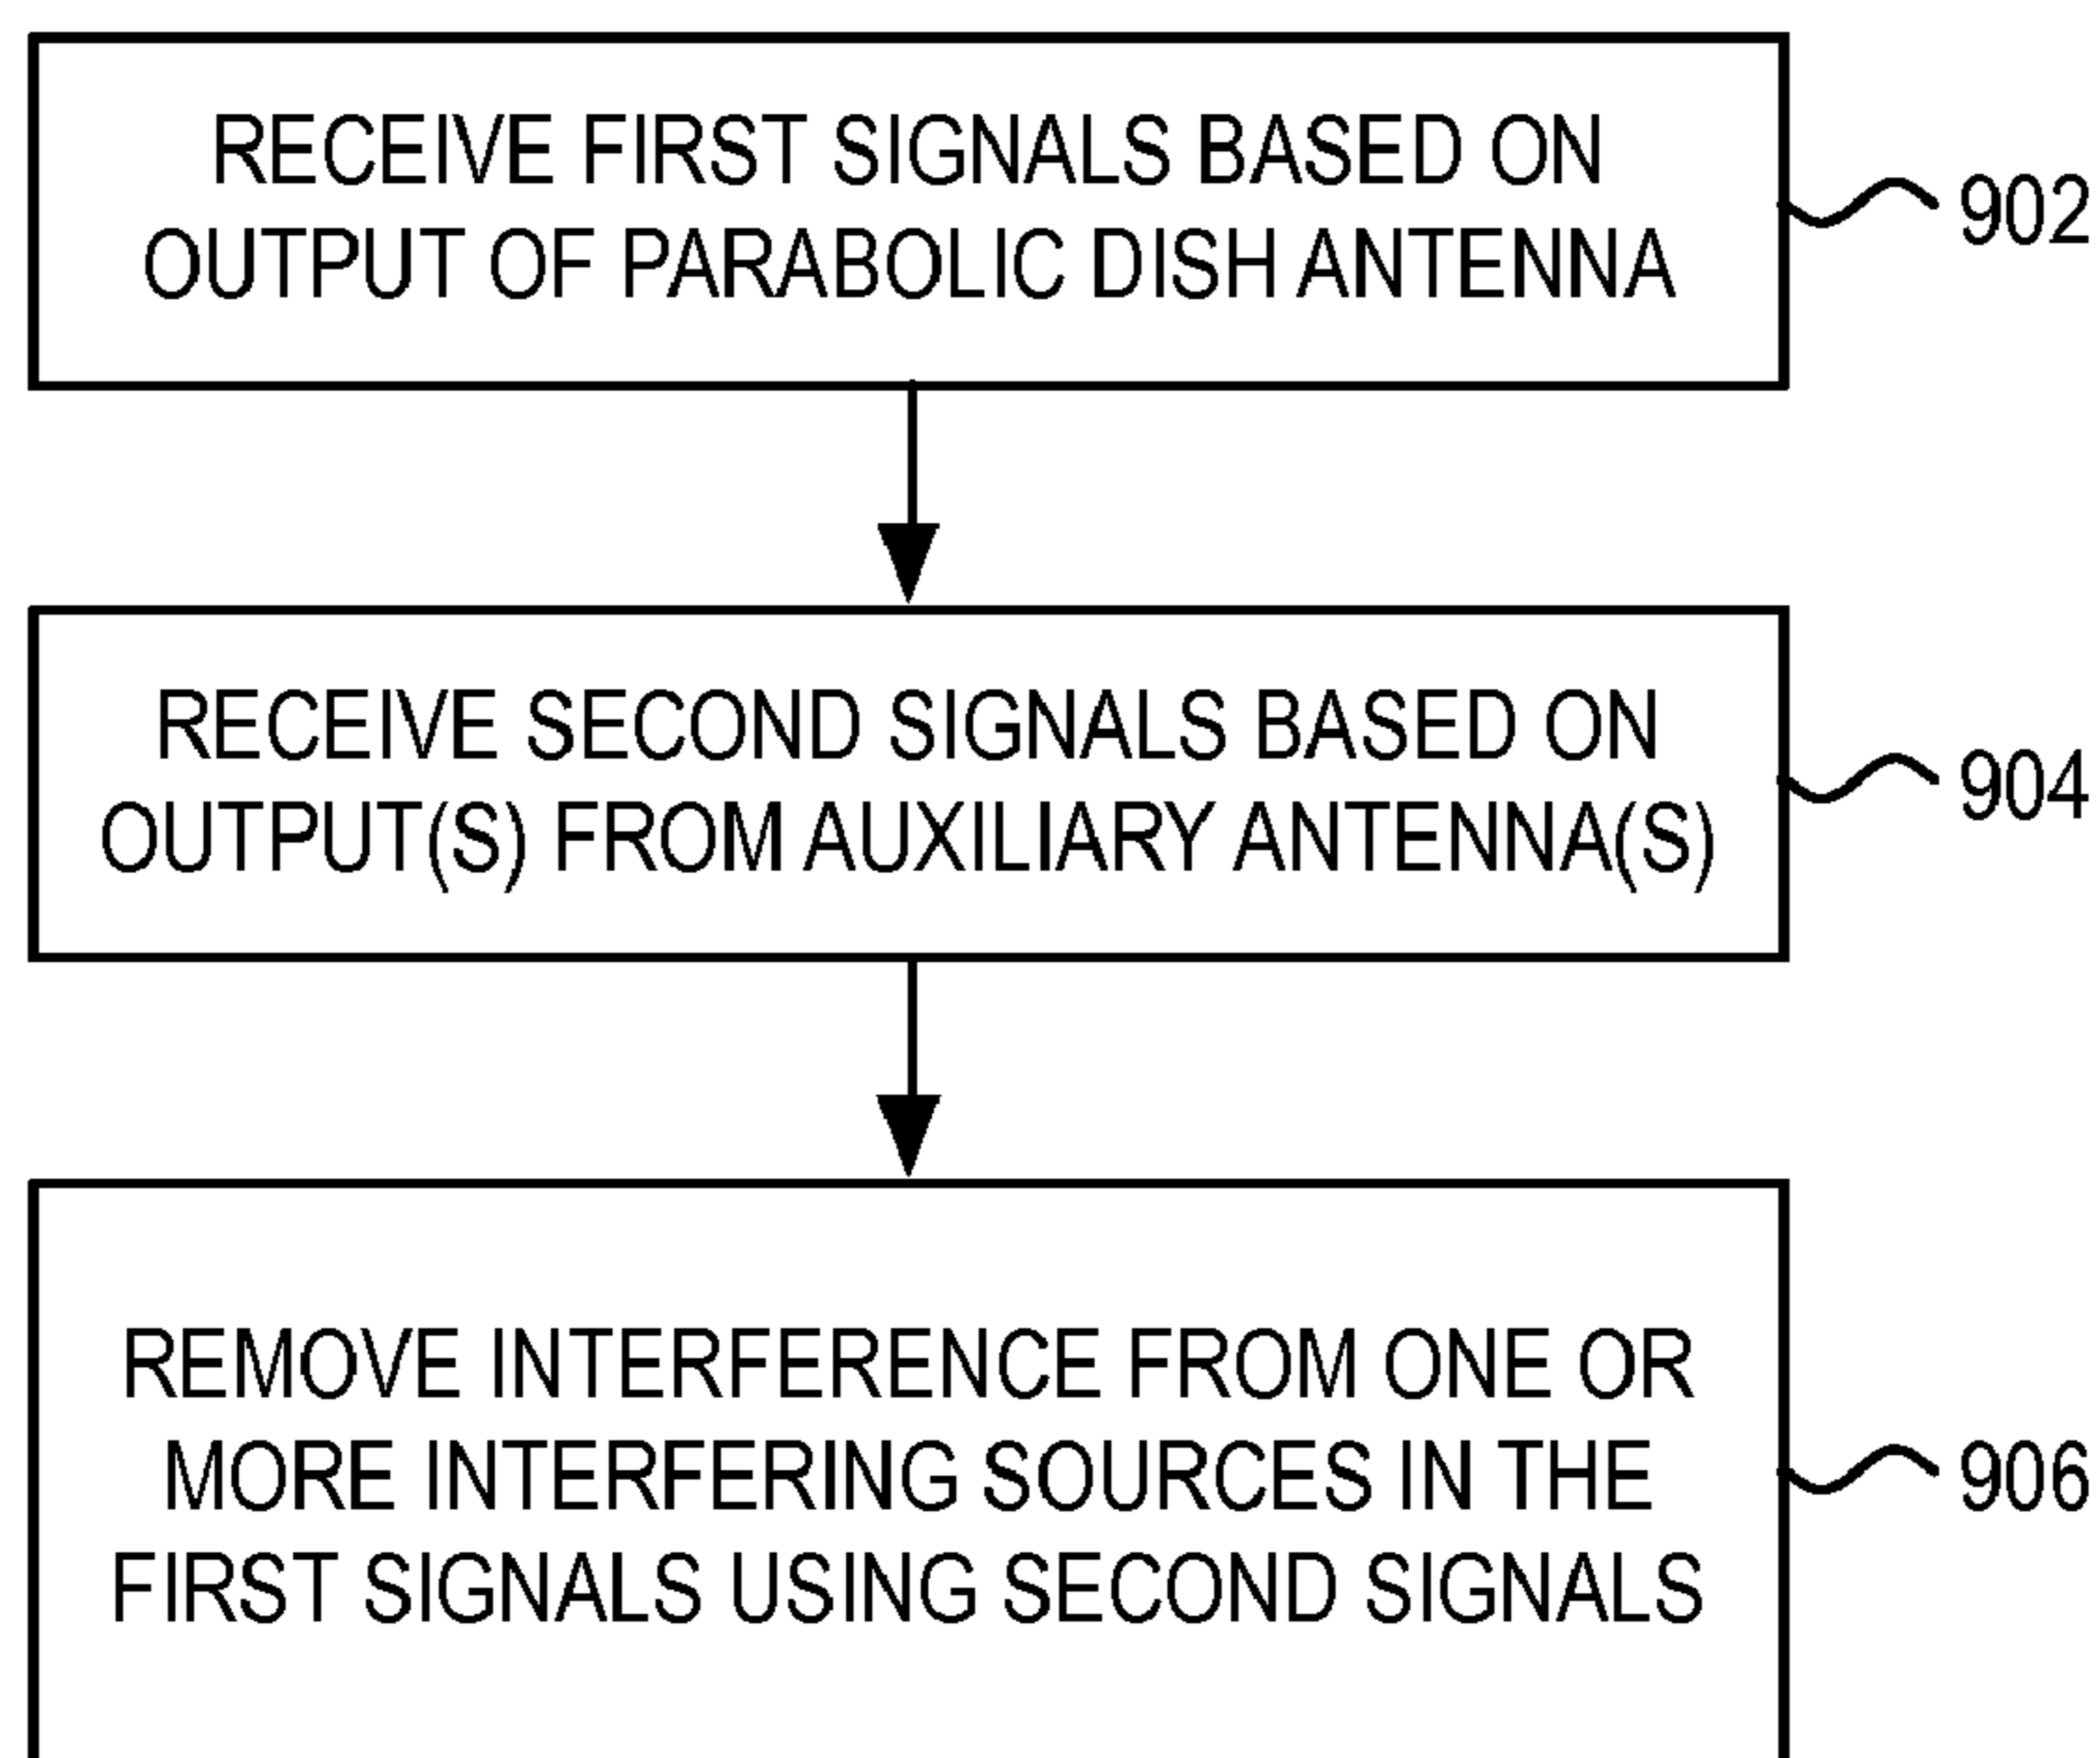 RECEIVE FIRST SIGNALS BASED ON
OUTPUT OF PARABOLIC DISH ANTENNA
902
RECEIVE SECOND SIGNALS BASED ON
OUTPUT(S) FROM AUXILIARY ANTENNA(S)
904
REMOVE INTERFERENCE FROM ONE OR
MORE INTERFERING SOURCES IN THE
FIRST SIGNALS USING SECOND SIGNALS
906